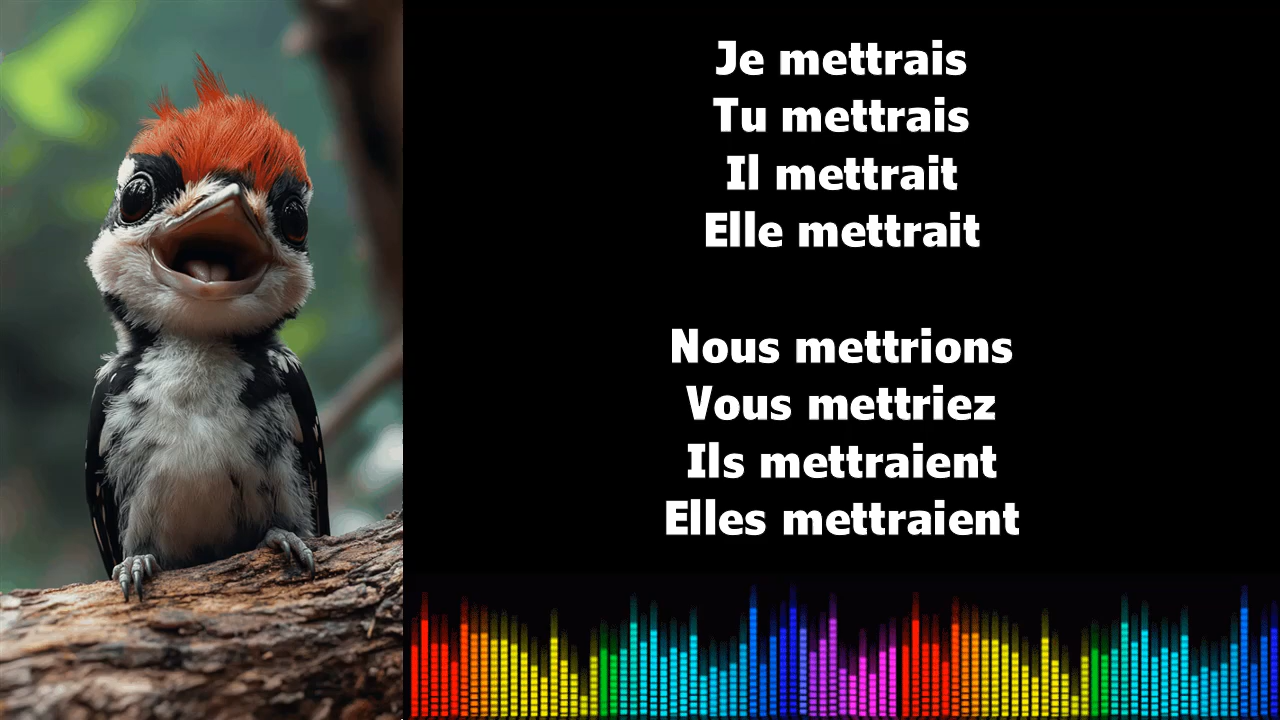 Je mettrais
Tu mettrais
Il mettrait
Elle mettrait
Nous mettrions
Vous mettriez
Ils mettraient
Elles mettraient